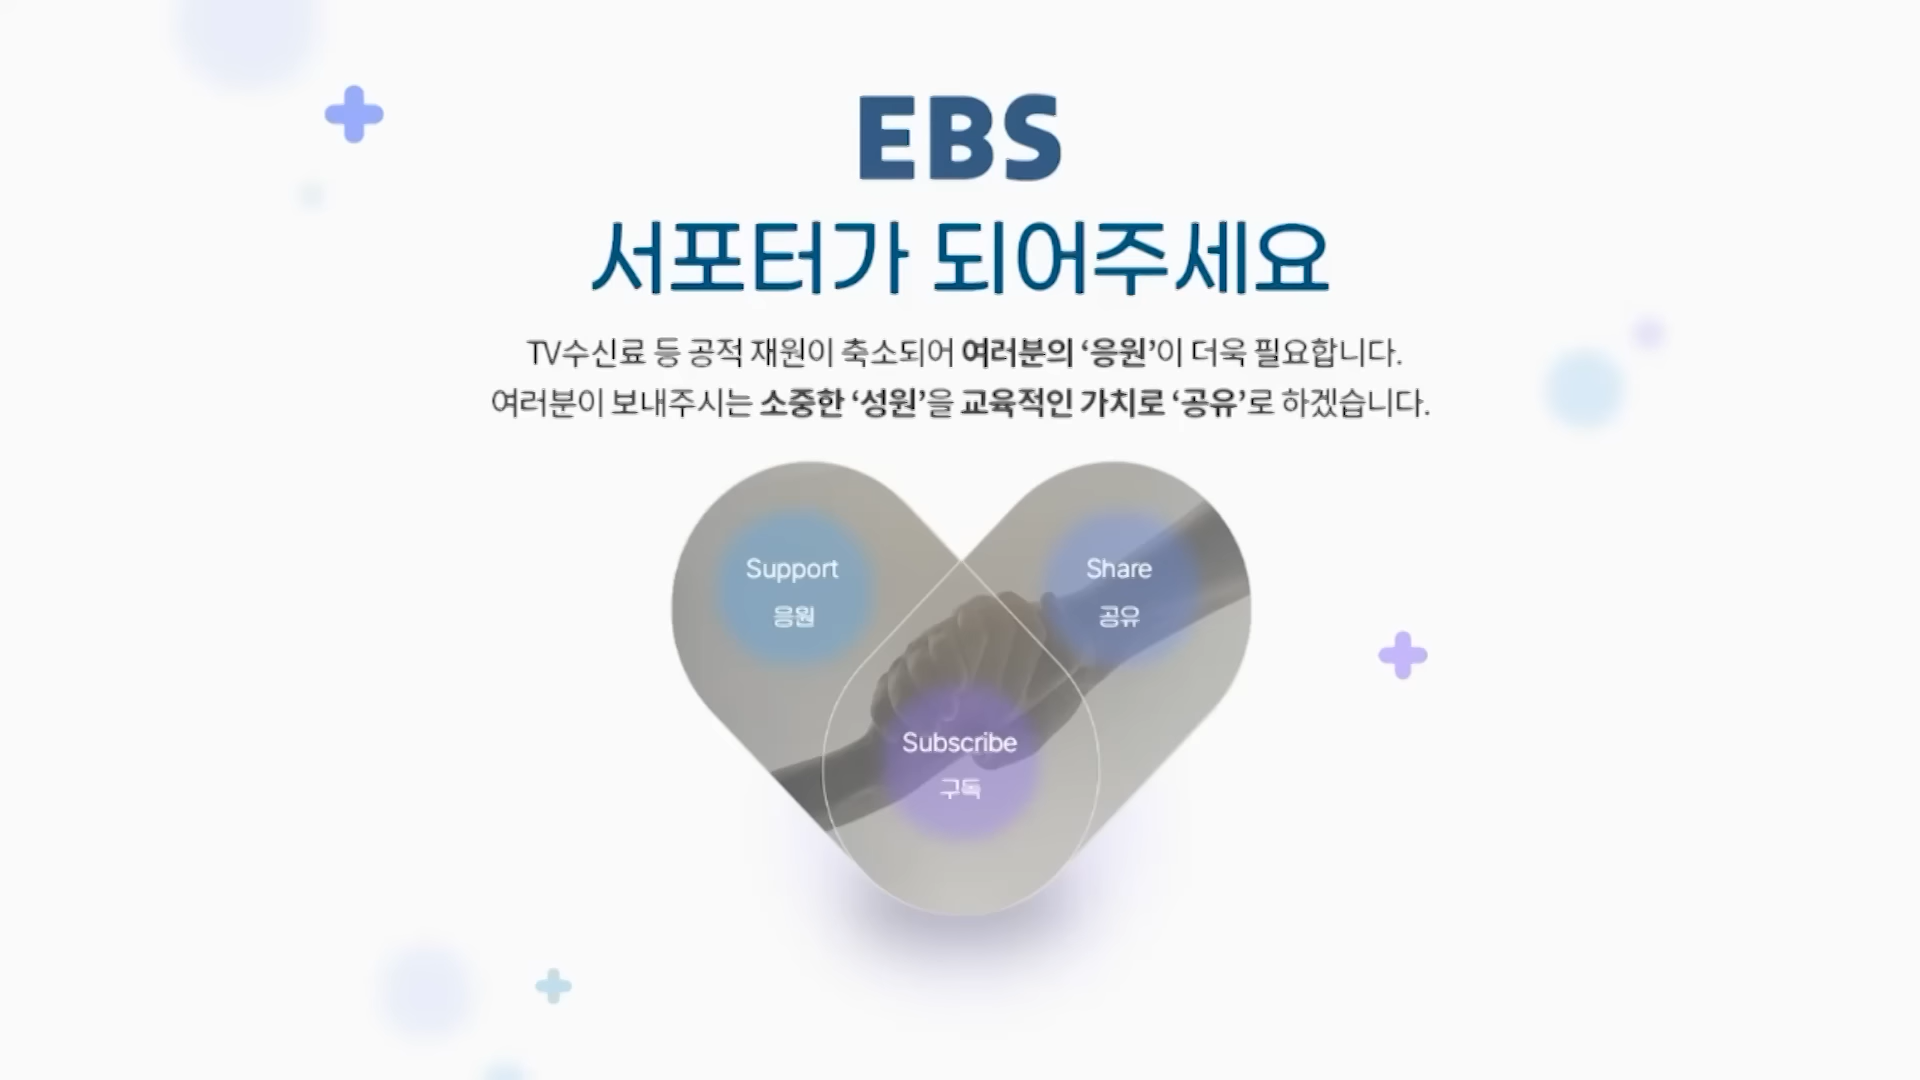 EBS
서포터가 되어주세요
TV수신료 등 공적 재원이 축소되어 여러분의 ‘응원’이 더욱 필요합니다.
여러분이 보내주시는 소중한 ‘성원’을 교육적인 가치로 ‘공유’로 하겠습니다.
Support
응원
Share
공유
Subscribe
구독